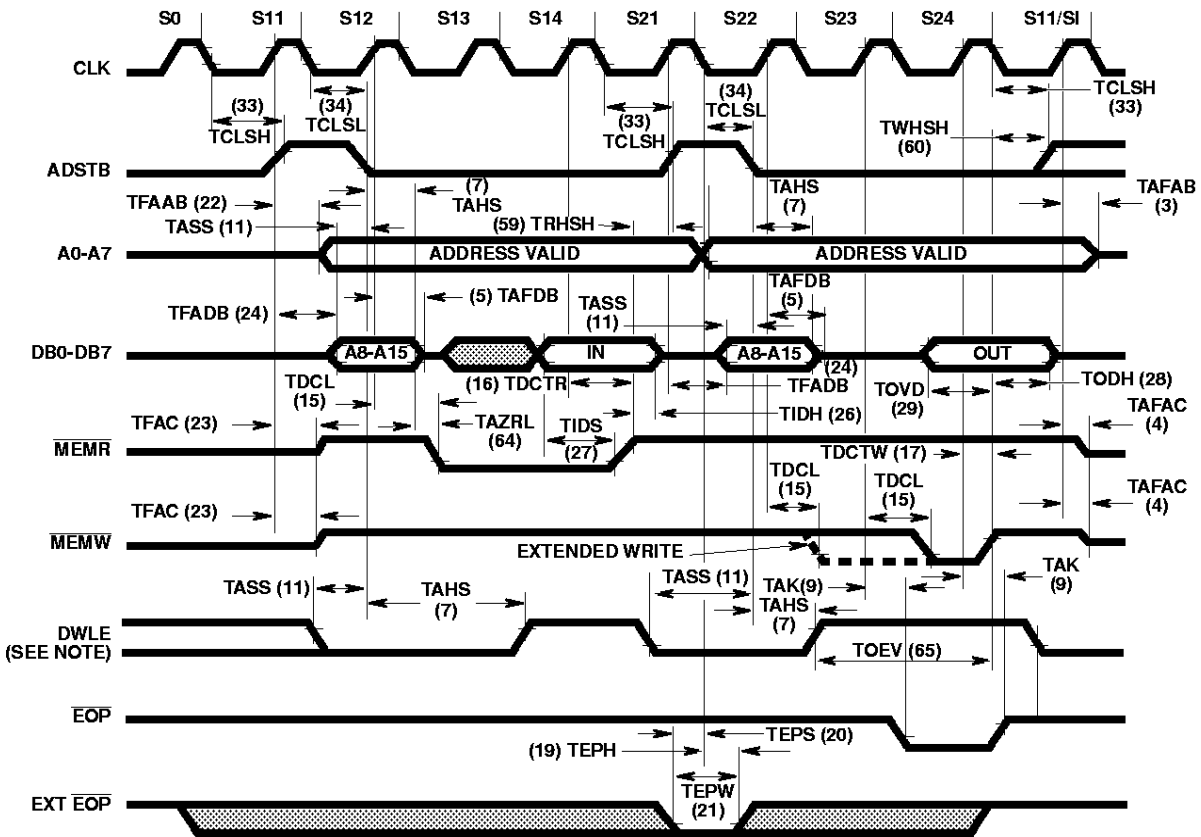 S0 S11 S12 S13 S14 S21 S22 S23 S24 S11/SI
CLK
(33)
TCLSH
(34)
TCLSL
(33)
TCLSH
(34)
TCLSL
TCLSH
(33)
TWHSH
(60)
ADSTB
TFAAB (22)
(7)
TAHS
TAHS
(7)
TAFAB
(3)
TASS (11)
(59) TRHSH
A0-A7
ADDRESS VALID
ADDRESS VALID
TFADB (24)
(5) TAFDB
TASS
(11)
TAFDB
(5)
DB0-DB7
A8-A15
IN
A8-A15
OUT
(24)
TFADB
TDCL
(15)
(16) TDCTR
TOVD
(29)
TODH (28)
TIDH (26)
TFAC (23)
TAZRL
(64)
TIDS
(27)
TAFAC
(4)
MEMR
TDCTW (17)
TDCL
(15)
TDCL
(15)
TFAC (23)
TAFAC
(4)
MEMW
EXTENDED WRITE
TASS (11)
TAHS
(7)
TASS (11)
TAK(9)
TAHS
(7)
TAK
(9)
DWLE
(SEE NOTE)
TOEV (65)
EOP
TEPS (20)
(19) TEPH
TEPW
(21)
EXT EOP